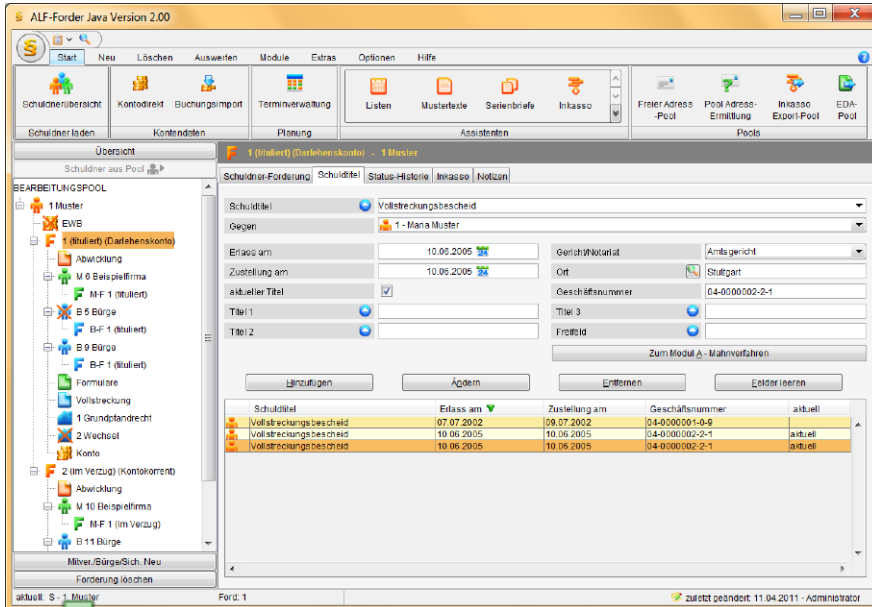 ALF-Forder Java Version 2.00
Start Neu Löschen Auswerten Module Extras Optionen Hilfe
Schuldnerübersicht Kontodirekt Buchungsimport Terminverwaltung Listen Mustertexte Serienbriefe Inkasso Freier Adress-Pool Pool Adress-Ermittlung Inkasso Export-Pool EDA-Pool
Schuldner laden Kontendaten Planung Assistenten Pools
Übersicht
Schuldner aus Pool
BEARBEITUNGSPOOL
1 Muster
EWB
1 (tituliert) (Darlehenskonto)
Abwicklung
M 6 Beispielfirma
M-F 1 (tituliert)
B 5 Bürge
B-F 1 (tituliert)
B 9 Bürge
B-F 1 (tituliert)
Formulare
Vollstreckung
1 Grundpfandrecht
2 Wechsel
Konto
2 (im Verzug) (Kontokorrent)
Abwicklung
M 10 Beispielfirma
M-F 1 (im Verzug)
B 11 Bürge
Mitver./Bürge/Sich. Neu
Forderung löschen
1 (tituliert) (Darlehenskonto) - 1 Muster
Schuldner-Forderung Schuldtitel Status-Historie Inkasso Notizen
Schuldtitel Vollstreckungsbescheid
Gegen 1 - Maria Muster
Erlass am 10.06.2005 24 Gericht/Notarist Amtsgericht
Zustellung am 10.06.2005 24 Ort Stuttgart
aktueller Titel Geschäftsnummer 04-0000002-2-1
Titel 1 Titel 3
Titel 2 Freifeld
Zum Modul A - Mahnverfahren
Hinzufügen Ändern Entfernen Felder leeren
Schuldtitel Erlass am Zustellung am Geschäftsnummer aktuell
Vollstreckungsbescheid 07.07.2002 09.07.2002 04-0000001-0-9
Vollstreckungsbescheid 10.06.2005 10.06.2005 04-0000002-2-1 aktuell
Vollstreckungsbescheid 10.06.2005 10.06.2005 04-0000002-2-1 aktuell
aktuell: S - 1 Muster Ford: 1 zuletzt geändert: 11.04.2011 - Administrator